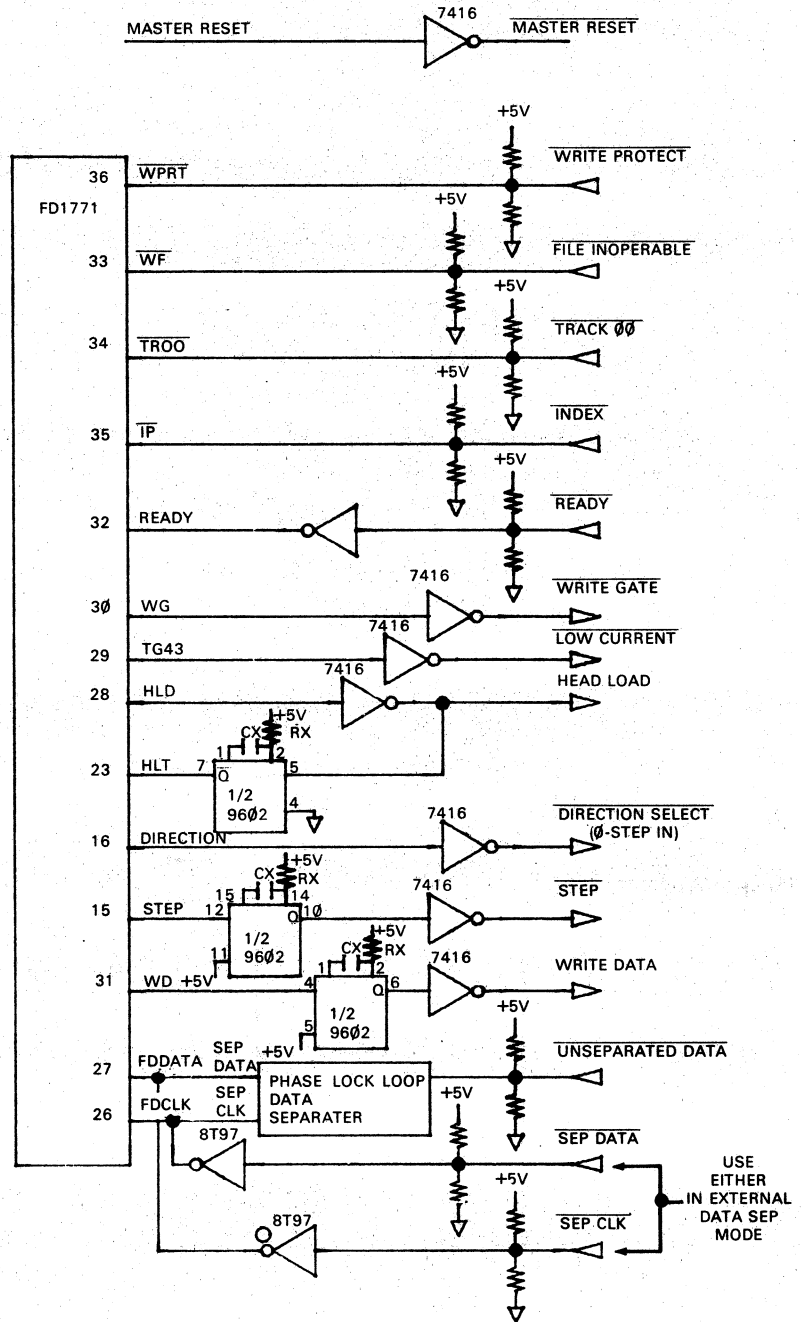 MASTER RESET 7416 MASTER RESET
+5V
36 WPRT WRITE PROTECT
FD1771
+5V
33 WF FILE INOPERABLE
+5V
34 TROO TRACK ØØ
+5V
35 IP INDEX
+5V
32 READY READY
7416
3Ø WG WRITE GATE
7416
29 TG43 LOW CURRENT
7416
28 HLD HEAD LOAD
+5V
CX RX
1 2
23 HLT 7 Q 5
1/2
96Ø2
4
7416
16 DIRECTION DIRECTION SELECT
(Ø-STEP IN)
+5V
CX RX
15 14
7416
15 STEP 12 Q 1Ø STEP
1/2
96Ø2
11
+5V
CX RX
1 2
7416
31 WD +5V 4 Q 6 WRITE DATA
1/2
96Ø2
5
+5V
+5V
27 FDDATA SEP DATA UNSEPARATED DATA
PHASE LOCK LOOP
DATA
SEPARATER
26 FDCLK SEP CLK
+5V
8T97 SEP DATA
+5V
8T97 SEP CLK
USE
EITHER
IN EXTERNAL
DATA SEP
MODE